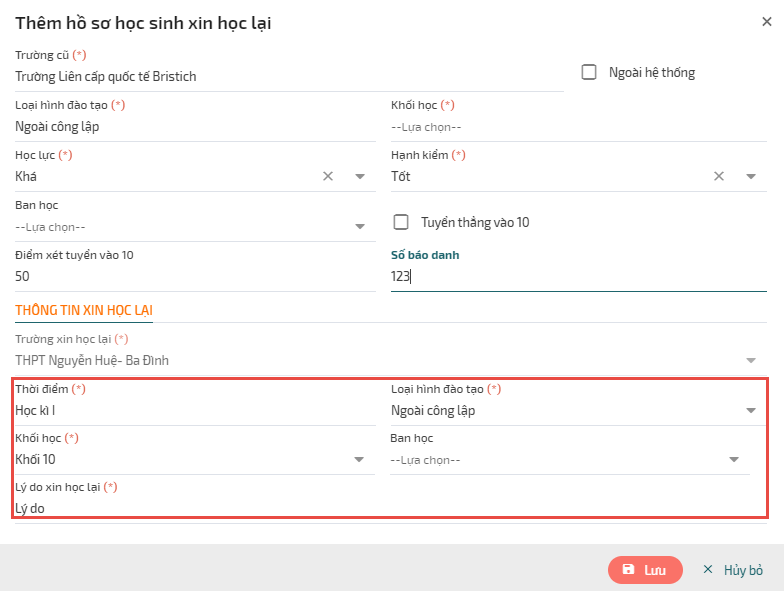 Thêm hồ sơ học sinh xin học lại
Trường cũ (*)
Trường Liên cấp quốc tế Bristich
Ngoài hệ thống
Loại hình đào tạo (*)
Khối học (*)
Ngoài công lập
--Lựa chọn--
Học lực (*)
Hạnh kiểm (*)
Khá
Tốt
Ban học
--Lựa chọn--
Tuyển thẳng vào 10
Điểm xét tuyển vào 10
Số báo danh
50
123
THÔNG TIN XIN HỌC LẠI
Trường xin học lại (*)
THPT Nguyễn Huệ- Ba Đình
Thời điểm (*)
Loại hình đào tạo (*)
Học kì I
Ngoài công lập
Khối học (*)
Ban học
Khối 10
--Lựa chọn--
Lý do xin học lại (*)
Lý do
Lưu
Hủy bỏ